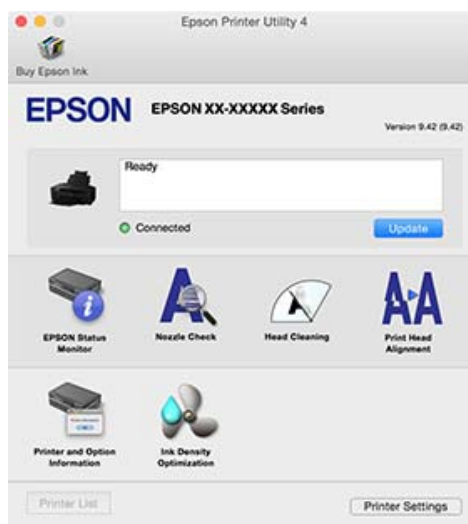 Epson Printer Utility 4
Buy Epson Ink
EPSON
EPSON XX-XXXXX Series
Version 9.42 (9.42)
Ready
Connected
Update
EPSON Status
Monitor
Nozzle Check
Head Cleaning
Print Head
Alignment
Printer and Option
Information
Ink Density
Optimization
Printer List
Printer Settings